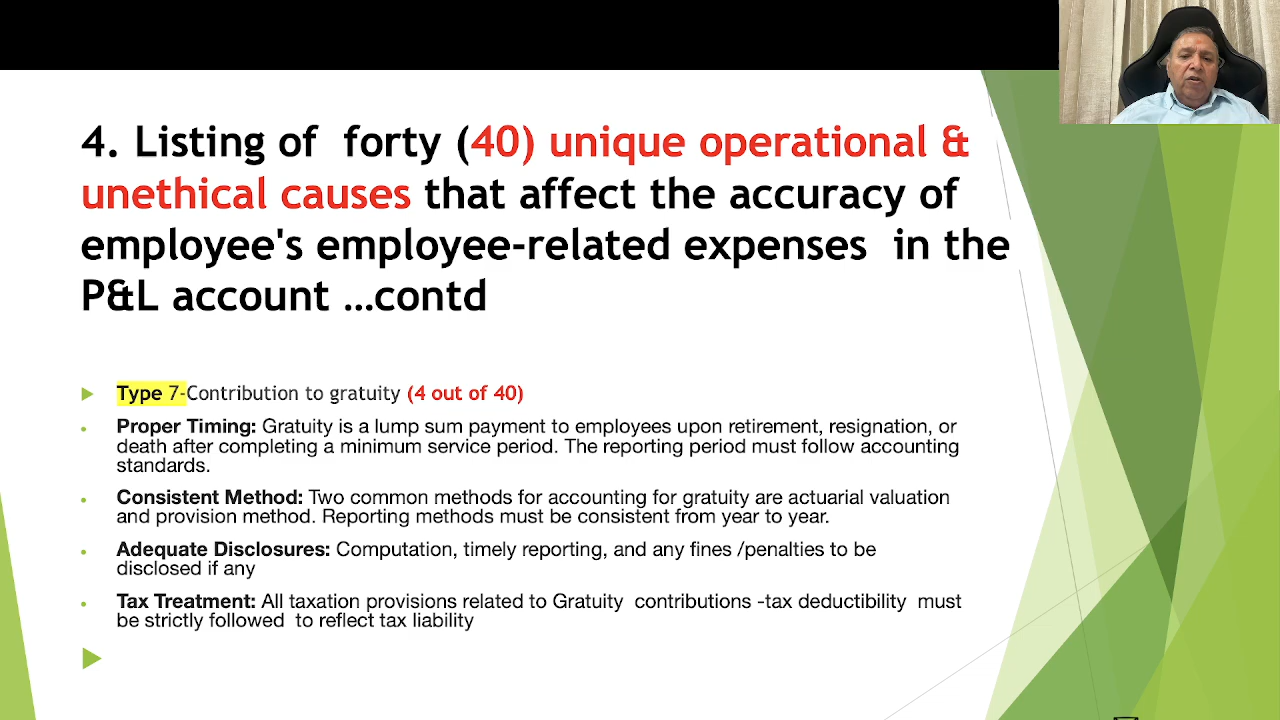 4. Listing of forty (40) unique operational &
unethical causes that affect the accuracy of
employee's employee-related expenses in the
P&L account ...contd
Type 7-Contribution to gratuity (4 out of 40)
Proper Timing: Gratuity is a lump sum payment to employees upon retirement, resignation, or
death after completing a minimum service period. The reporting period must follow accounting
standards.
Consistent Method: Two common methods for accounting for gratuity are actuarial valuation
and provision method. Reporting methods must be consistent from year to year.
Adequate Disclosures: Computation, timely reporting, and any fines /penalties to be
disclosed if any
Tax Treatment: All taxation provisions related to Gratuity contributions -tax deductibility must
be strictly followed to reflect tax liability